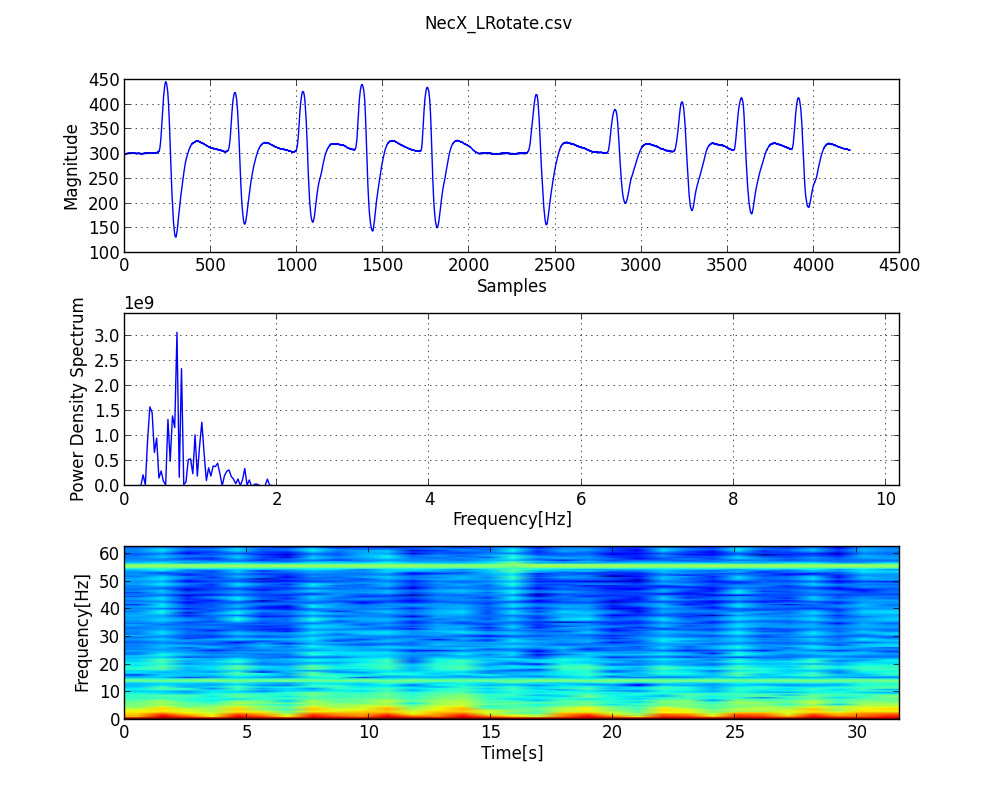 NecX_LRotate.csv
450
400
350
300
250
200
150
100
Magnitude
0 500 1000 1500 2000 2500 3000 3500 4000 4500
Samples
1e9
3.0
2.5
2.0
1.5
1.0
0.5
0.0
Power Density Spectrum
0 2 4 6 8 10
Frequency[Hz]
60
50
40
30
20
10
0
Frequency[Hz]
0 5 10 15 20 25 30
Time[s]